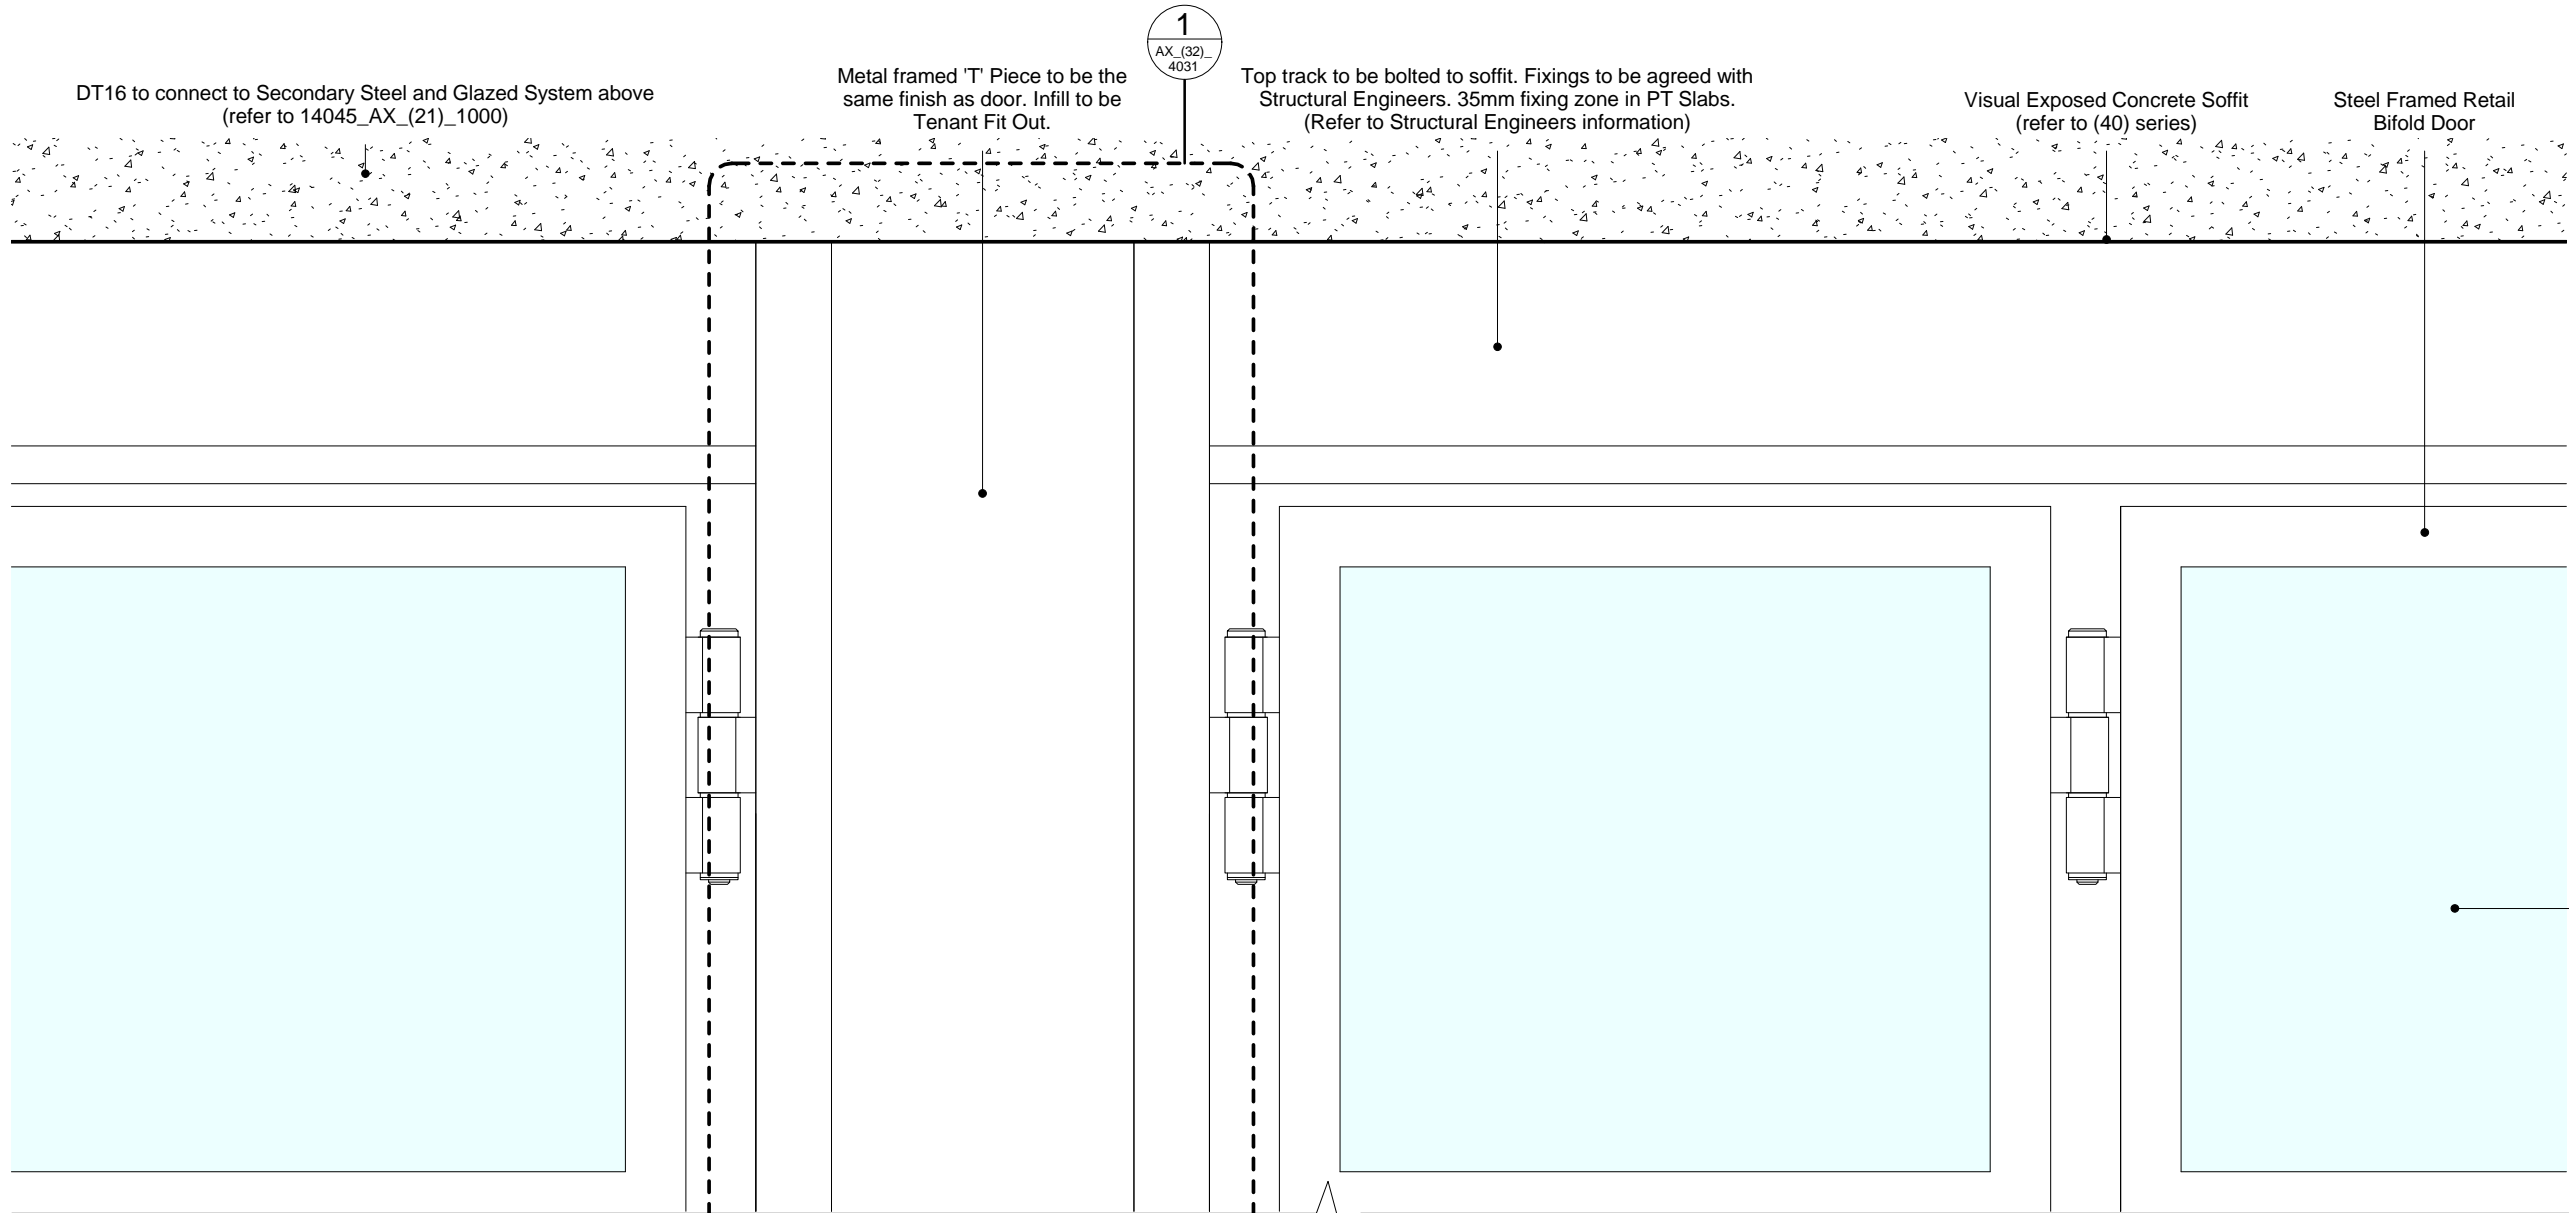 1
AX_(32)_
4031
DT16 to connect to Secondary Steel and Glazed System above
(refer to 14045_AX_(21)_1000)
Metal framed 'T' Piece to be the
same finish as door. Infill to be
Tenant Fit Out.
Top track to be bolted to soffit. Fixings to be agreed with
Structural Engineers. 35mm fixing zone in PT Slabs.
(Refer to Structural Engineers information)
Visual Exposed Concrete Soffit
(refer to (40) series)
Steel Framed Retail
Bifold Door